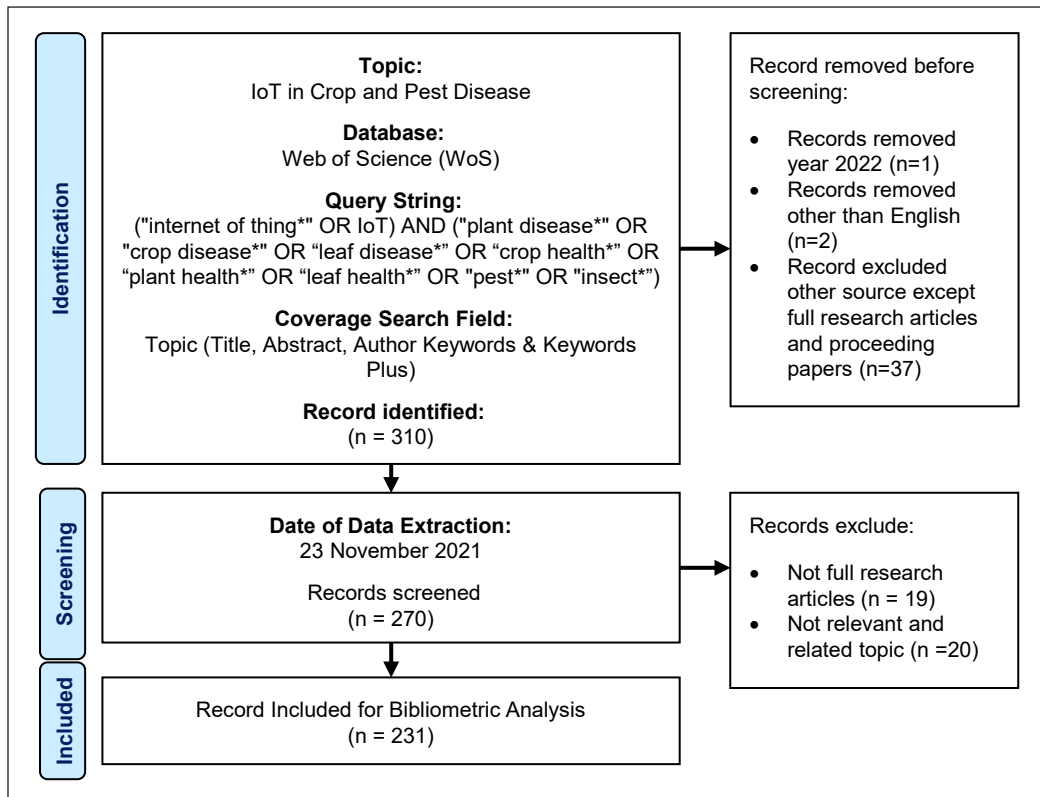 Identification
Topic:
IoT in Crop and Pest Disease
Database:
Web of Science (WoS)
Query String:
("internet of thing*" OR IoT) AND ("plant disease*" OR
"crop disease*" OR “leaf disease*” OR “crop health*” OR
“plant health*” OR “leaf health*” OR "pest*" OR "insect*”)
Coverage Search Field:
Topic (Title, Abstract, Author Keywords & Keywords
Plus)
Record identified:
(n = 310)
Record removed before
screening:
• Records removed
year 2022 (n=1)
• Records removed
other than English
(n=2)
• Record excluded
other source except
full research articles
and proceeding
papers (n=37)
Screening
Date of Data Extraction:
23 November 2021
Records screened
(n = 270)
Records exclude:
• Not full research
articles (n = 19)
• Not relevant and
related topic (n =20)
Included
Record Included for Bibliometric Analysis
(n = 231)